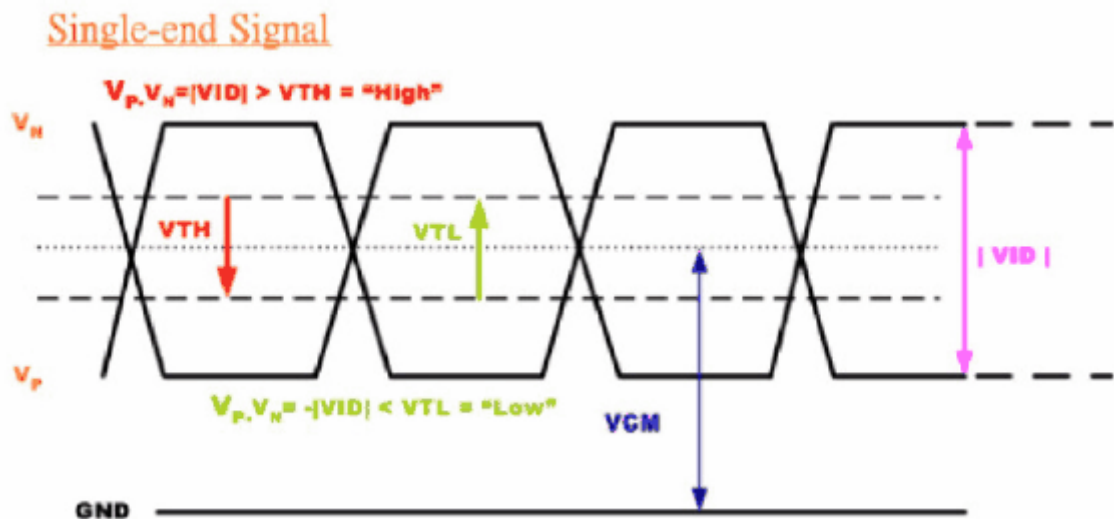 Single-end Signal
VP-VN=|VID| > VTH = "High"
VN
VTH
VTL
| VID |
VP
VP-VN= -|VID| < VTL = "Low"
VCM
GND